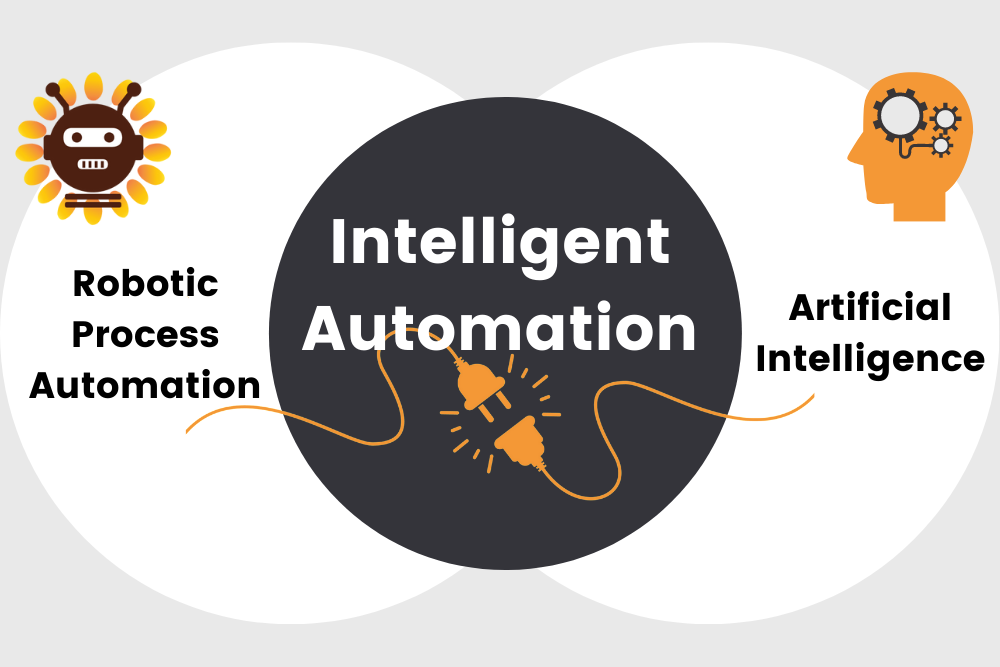 Robotic
Process
Automation
Intelligent
Automation
Artificial
Intelligence